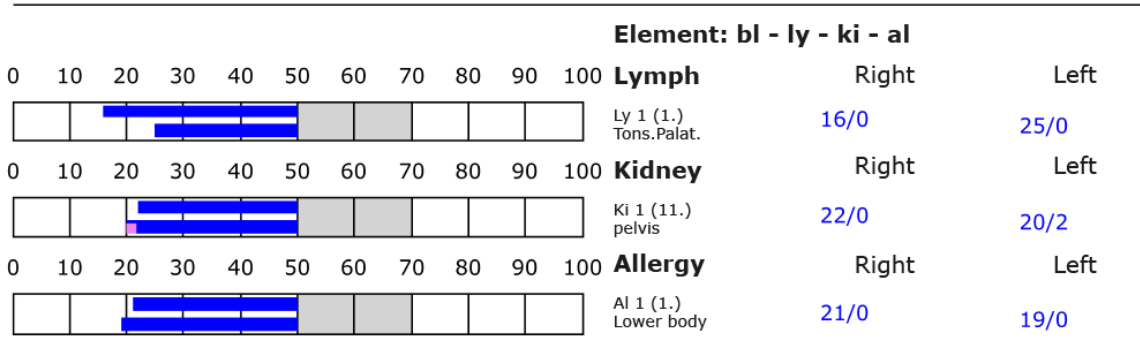 Element: bl - ly - ki - al
0 10 20 30 40 50 60 70 80 90 100 Lymph Right Left
Ly 1 (1.) 16/0 25/0
Tons.Palat.
0 10 20 30 40 50 60 70 80 90 100 Kidney Right Left
Ki 1 (11.) 22/0 20/2
pelvis
0 10 20 30 40 50 60 70 80 90 100 Allergy Right Left
Al 1 (1.) 21/0 19/0
Lower body